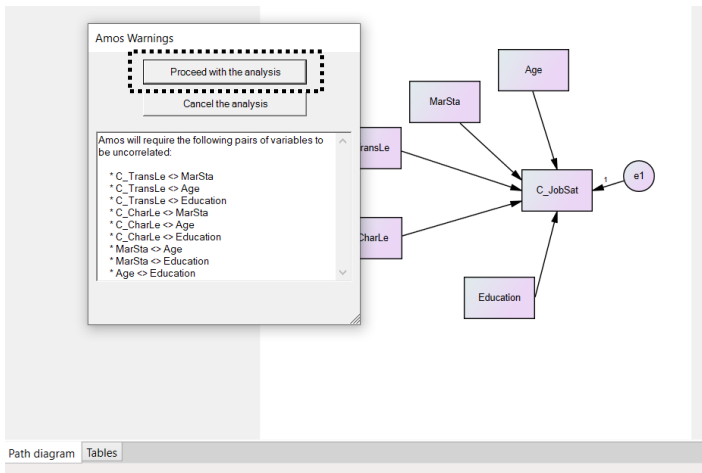 Amos Warnings
Proceed with the analysis
Cancel the analysis
Amos will require the following pairs of variables to
be uncorrelated:
* C_TransLe <> MarSta
* C_TransLe <> Age
* C_TransLe <> Education
* C_CharLe <> MarSta
* C_CharLe <> Age
* C_CharLe <> Education
* MarSta <> Age
* MarSta <> Education
* Age <> Education
Age
MarSta
ransLe
C_JobSat
1
e1
CharLe
Education
Path diagram
Tables